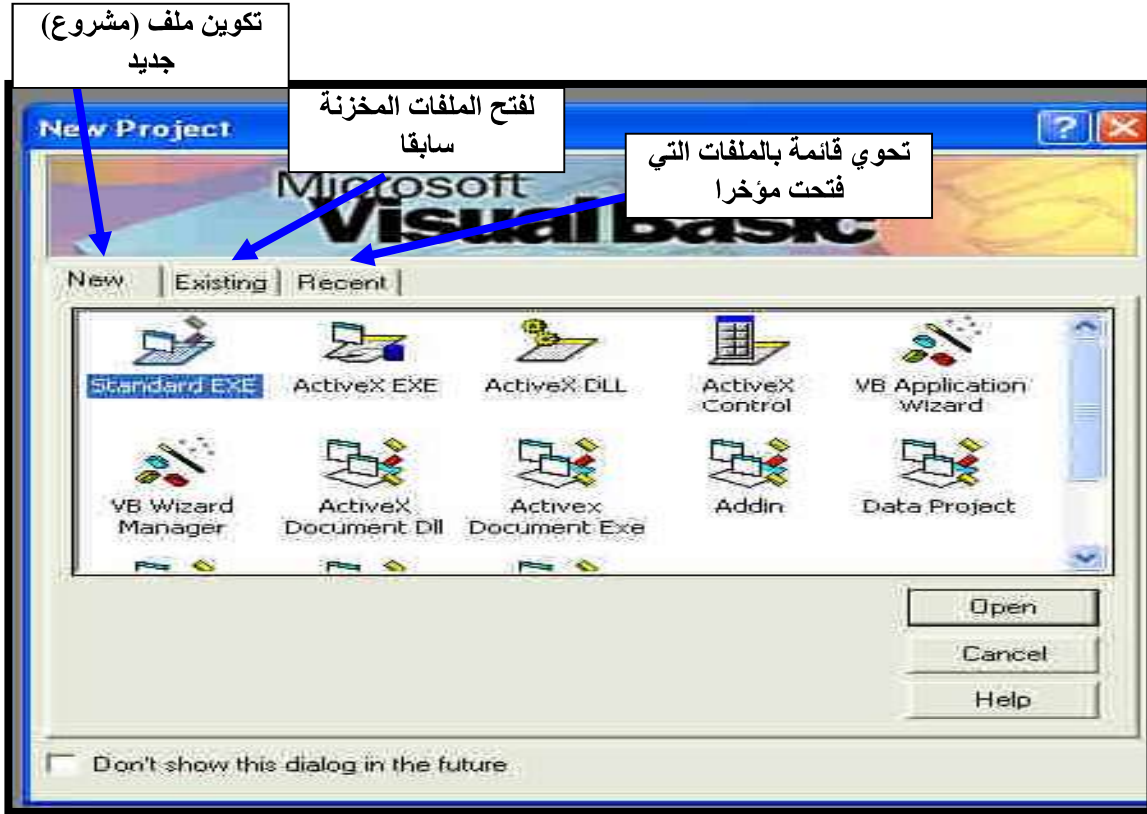 تكوين ملف (مشروع)
جديد
لفتح الملفات المخزنة
سابقا
تحوي قائمة بالملفات التي
فتحت مؤخرا
New Project
Microsoft
Visual Basic
New Existing Recent
Standard EXE ActiveX EXE ActiveX DLL ActiveX Control VB Application Wizard
VB Wizard Manager ActiveX Document Dll Activex Document Exe Addin Data Project
Open
Cancel
Help
Don't show this dialog in the future